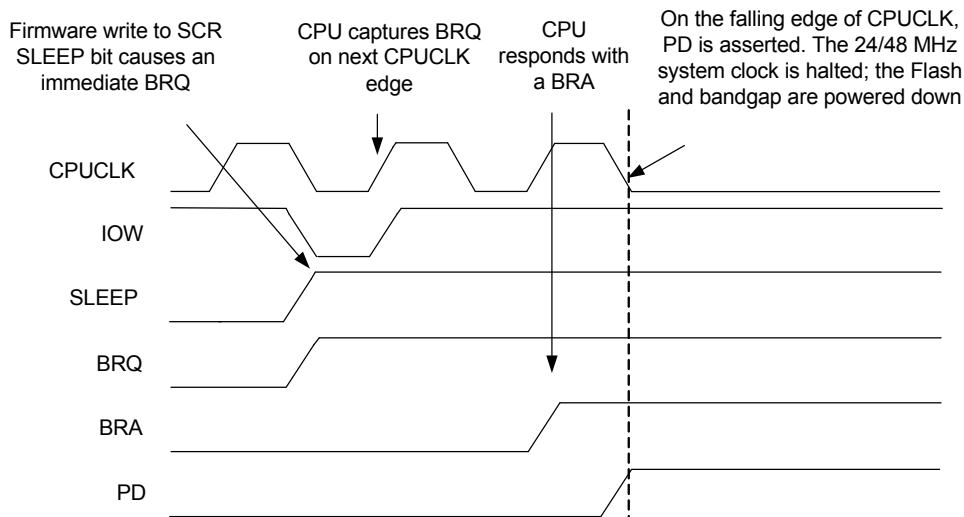 Firmware write to SCR
SLEEP bit causes an
immediate BRQ
CPU captures BRQ
on next CPUCLK
edge
CPU
responds with
a BRA
On the falling edge of CPUCLK,
PD is asserted. The 24/48 MHz
system clock is halted; the Flash
and bandgap are powered down
CPUCLK
IOW
SLEEP
BRQ
BRA
PD